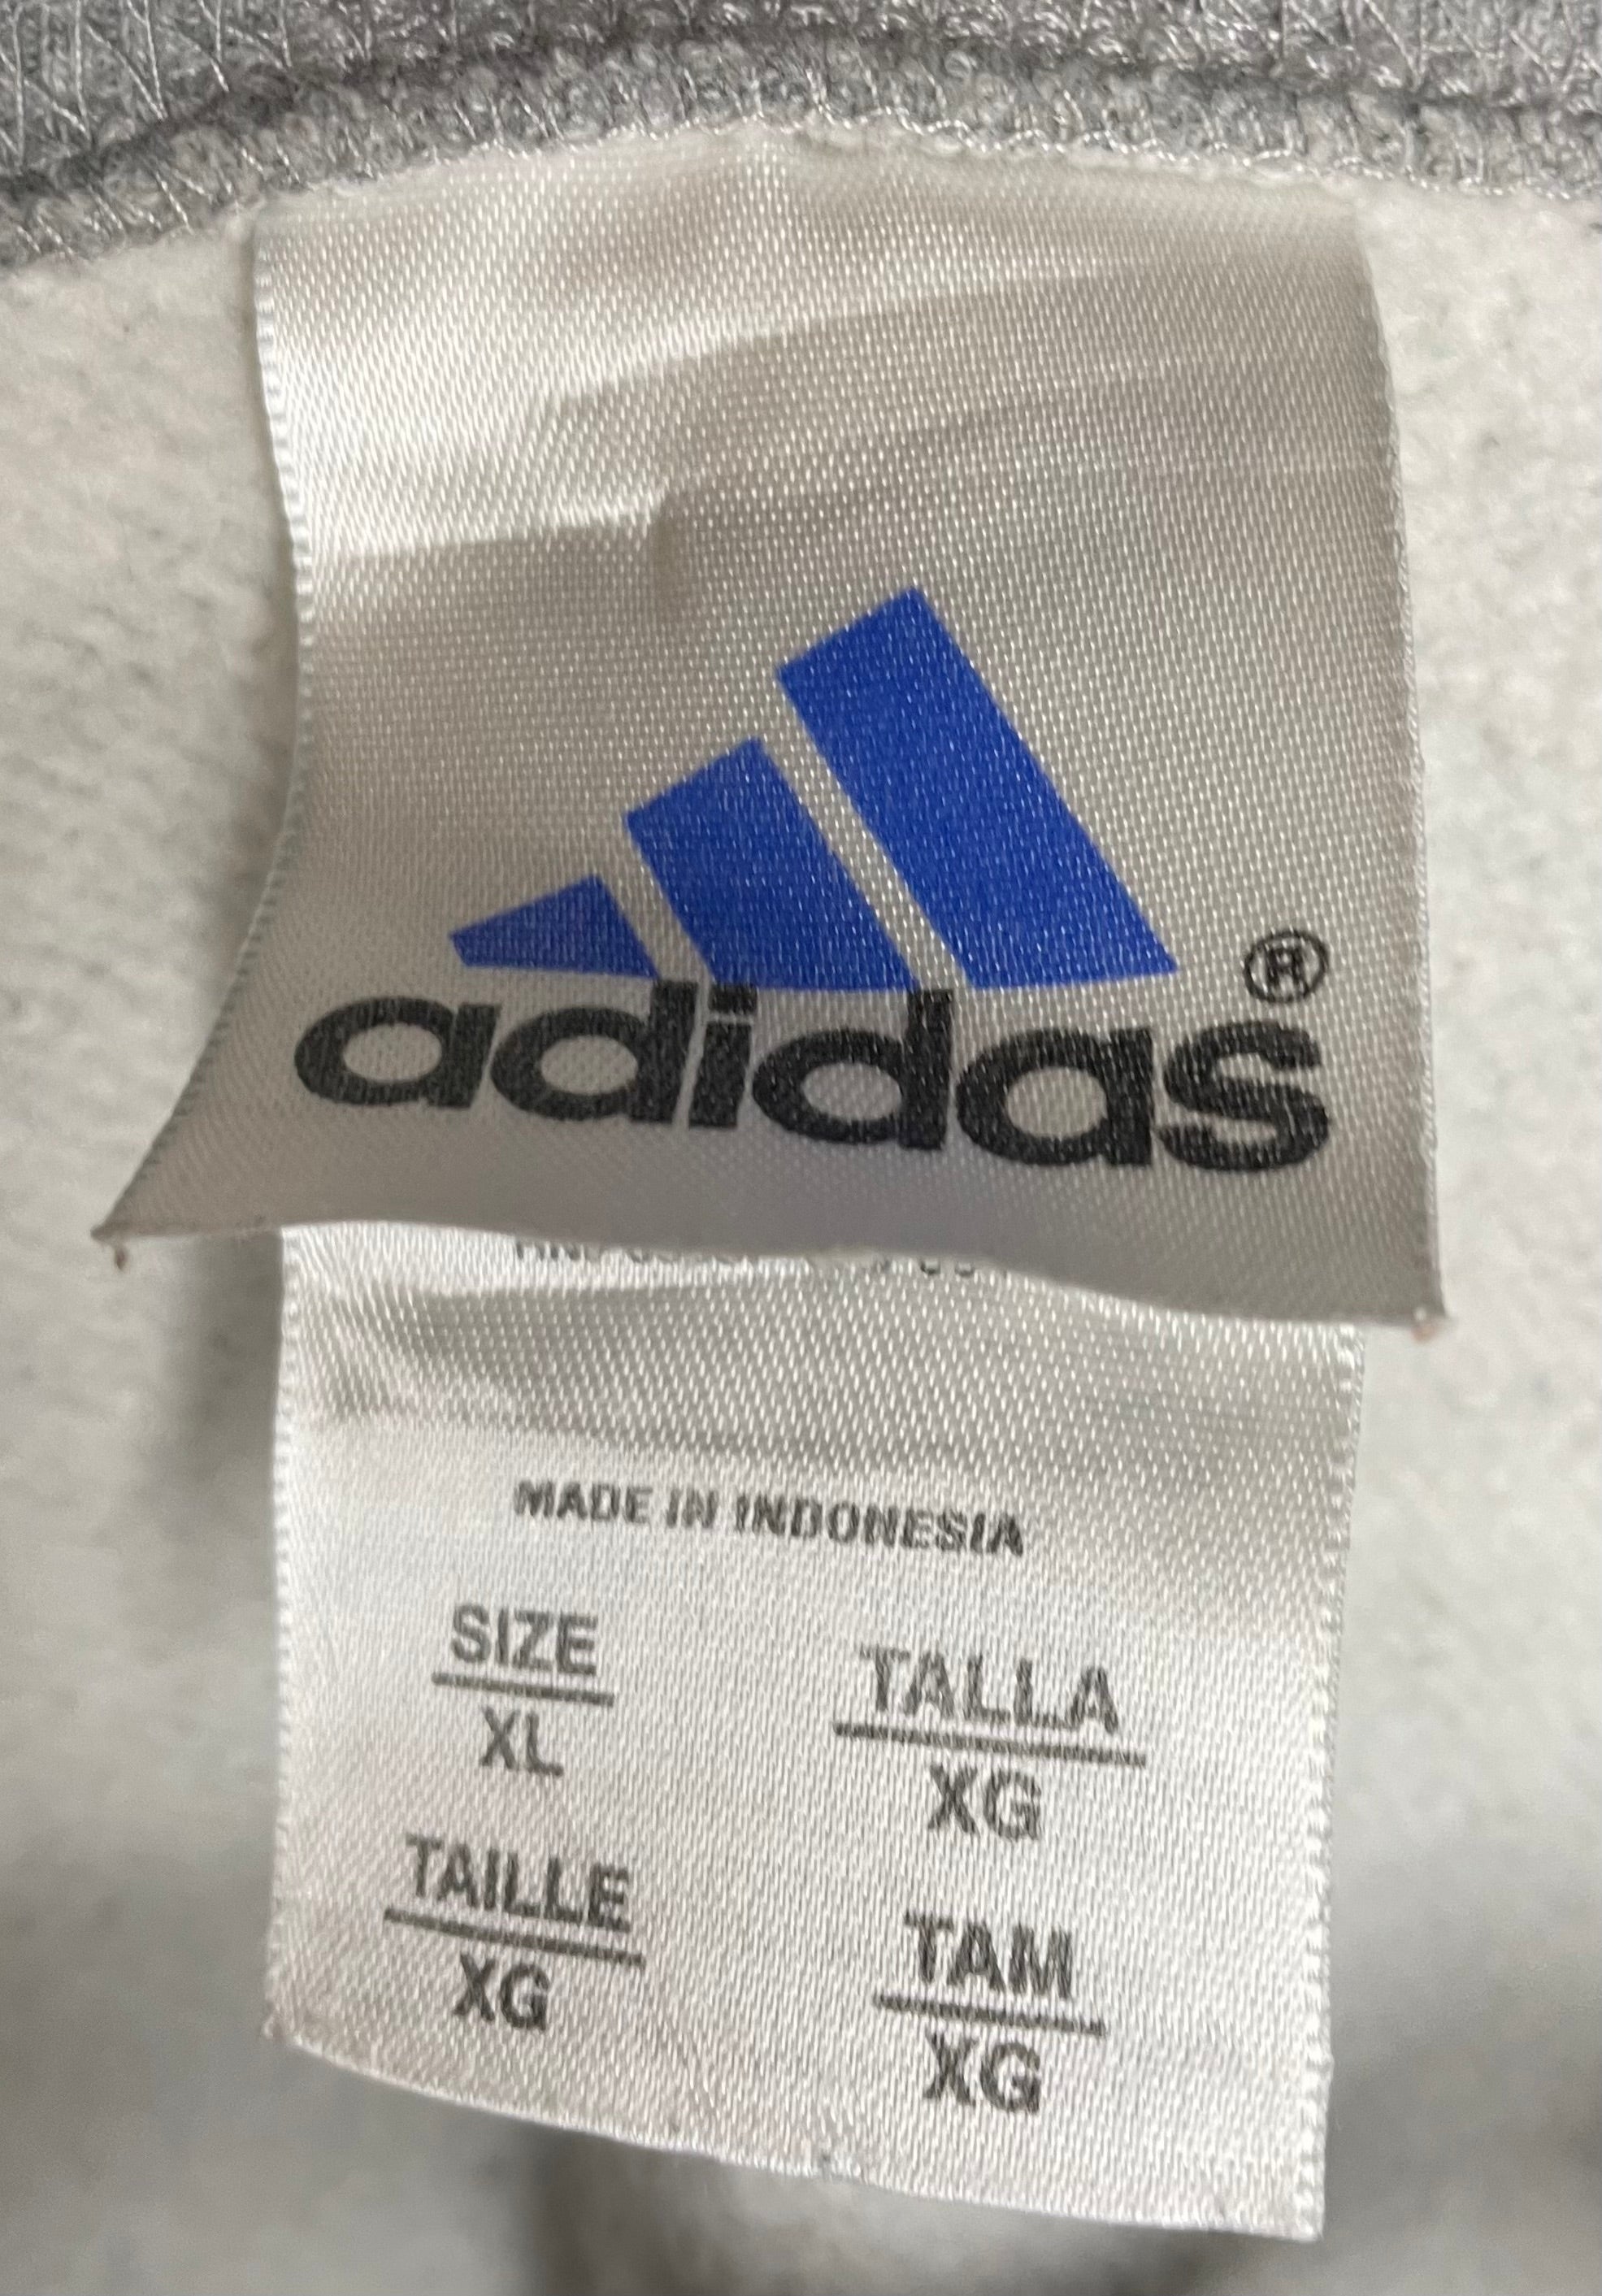 adidas®
MADE IN INDONESIA
SIZE
XL
TALLA
XG
TAILLE
XG
TAM
XG